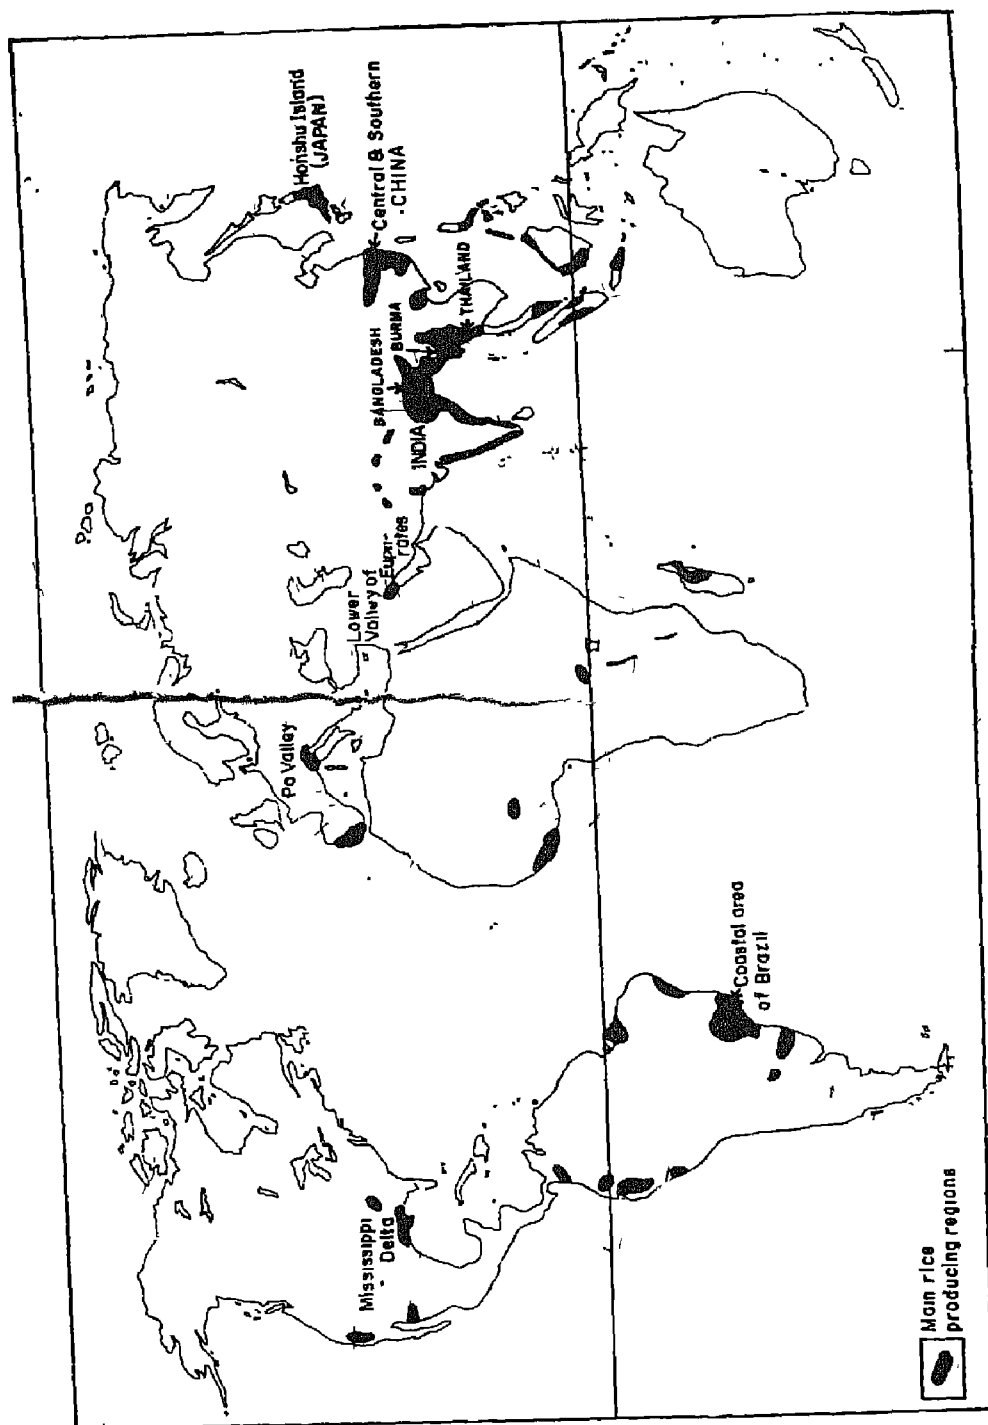 Honshu Island
(JAPAN)
Central & Southern
CHINA
THAILAND
BURMA
BANGLADESH
INDIA
Lower
Valley of
Euph-
rates
Po Valley
Coastal area
of Brazil
Mississippi
Delta
Main rice
producing regions